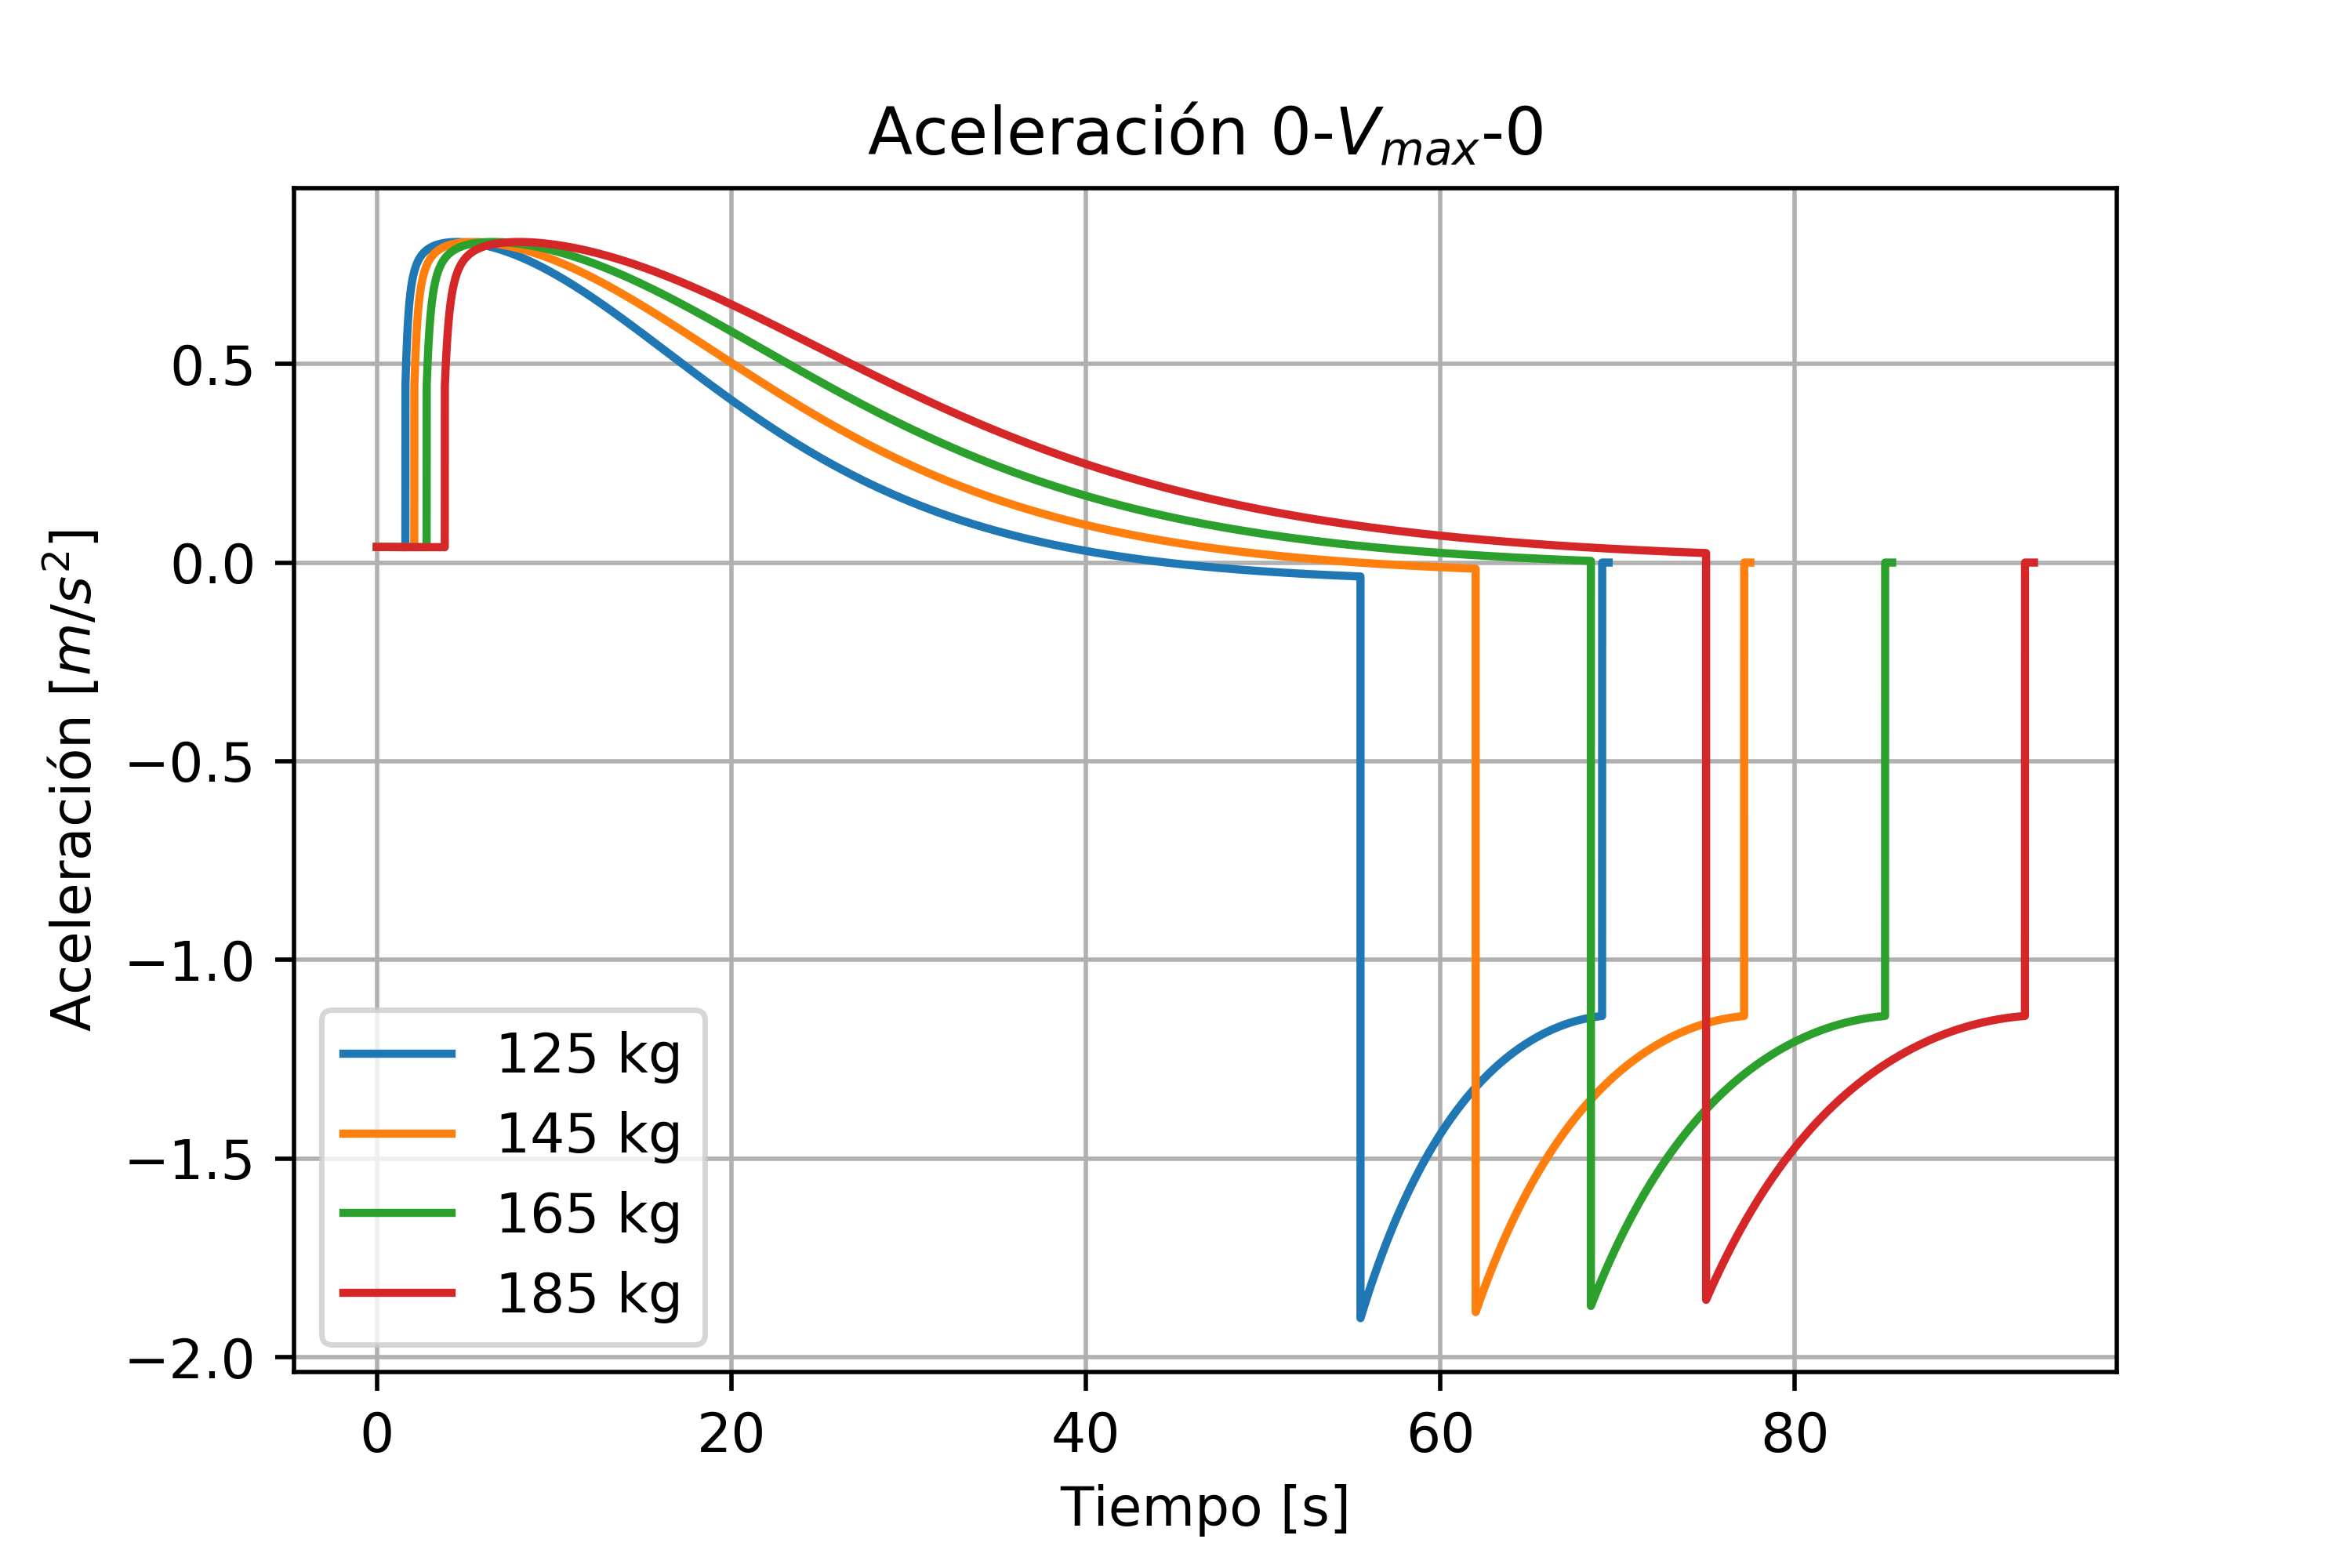 Aceleración 0-$V_{max}$-0
Aceleración [$m/s^2$]
0.5
0.0
−0.5
−1.0
−1.5
−2.0
125 kg
145 kg
165 kg
185 kg
0 20 40 60 80
Tiempo [s]